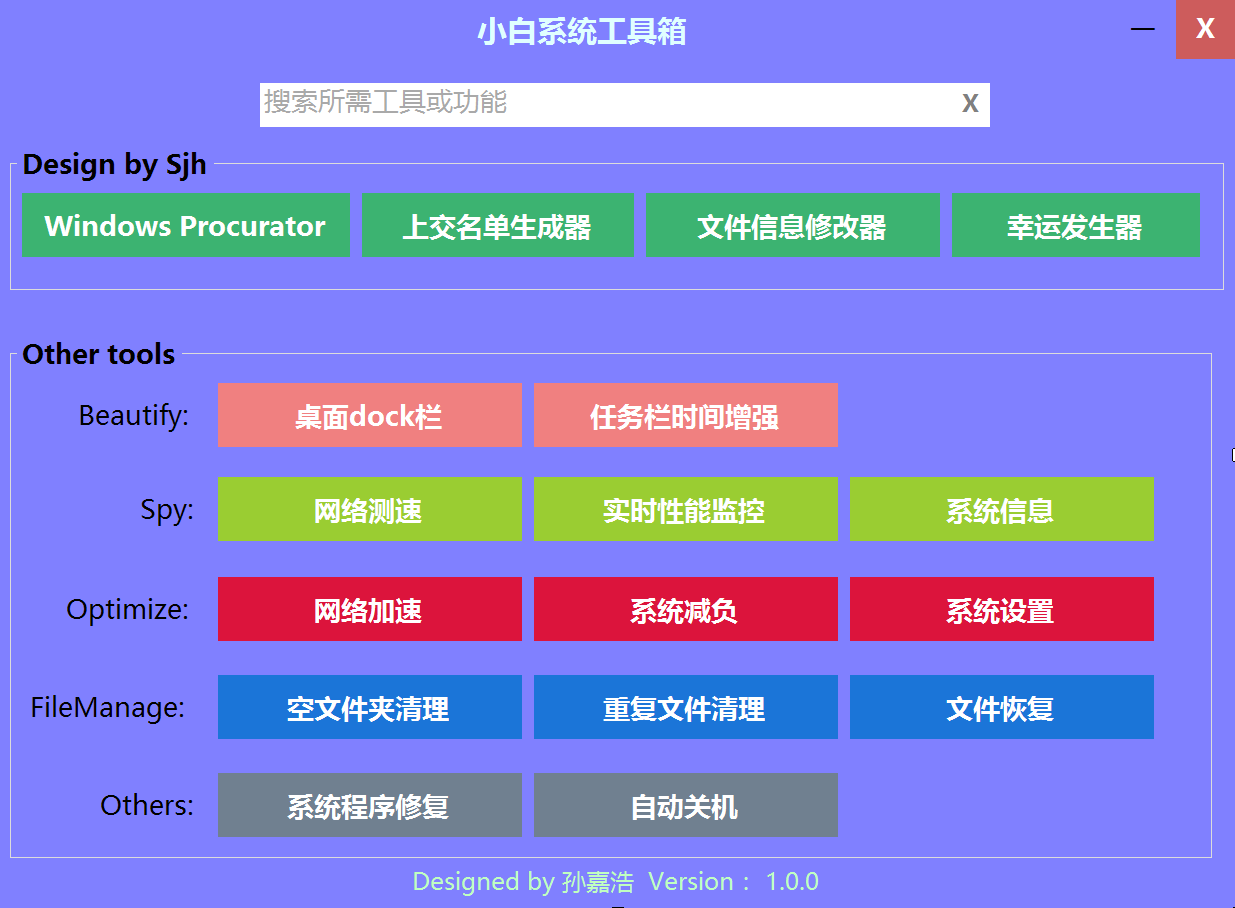 小白系统工具箱
— X
搜索所需工具或功能 X
Design by Sjh
Windows Procurator 上交名单生成器 文件信息修改器 幸运发生器
Other tools
Beautify: 桌面dock栏 任务栏时间增强
Spy: 网络测速 实时性能监控 系统信息
Optimize: 网络加速 系统减负 系统设置
FileManage: 空文件夹清理 重复文件清理 文件恢复
Others: 系统程序修复 自动关机
Designed by 孙嘉浩 Version： 1.0.0